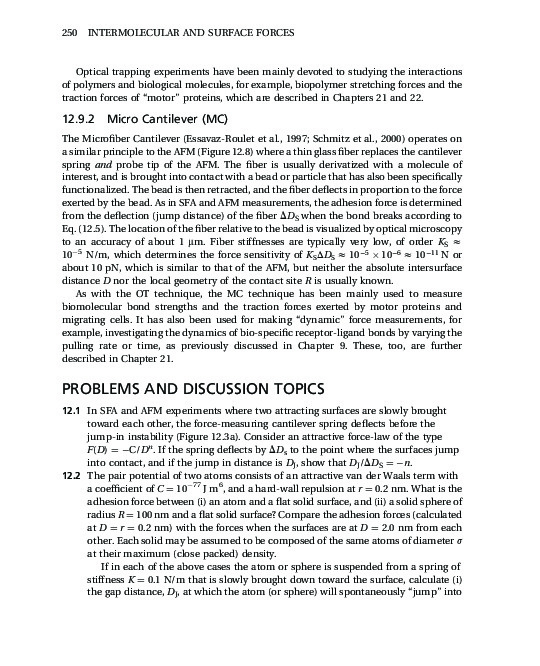 250 INTERMOLECULAR AND SURFACE FORCES
Optical trapping experiments have been mainly devoted to studying the interactions
of polymers and biological molecules, for example, biopolymer stretching forces and the
traction forces of “motor” proteins, which are described in Chapters 21 and 22.
12.9.2 Micro Cantilever (MC)
The Microfiber Cantilever (Essavaz-Roulet et al., 1997; Schmitz et al., 2000) operates on
a similar principle to the AFM (Figure 12.8) where a thin glass fiber replaces the cantilever
spring and probe tip of the AFM. The fiber is usually derivatized with a molecule of
interest, and is brought into contact with a bead or particle that has also been specifically
functionalized. The bead is then retracted, and the fiber deflects in proportion to the force
exerted by the bead. As in SFA and AFM measurements, the adhesion force is determined
from the deflection (jump distance) of the fiber ΔDS when the bond breaks according to
Eq. (12.5). The location of the fiber relative to the bead is visualized by optical microscopy
to an accuracy of about 1 μm. Fiber stiffnesses are typically very low, of order KS ≈
10⁻⁵ N/m, which determines the force sensitivity of KSΔDS ≈ 10⁻⁵ × 10⁻⁶ ≈ 10⁻¹¹ N or
about 10 pN, which is similar to that of the AFM, but neither the absolute intersurface
distance D nor the local geometry of the contact site R is usually known.
As with the OT technique, the MC technique has been mainly used to measure
biomolecular bond strengths and the traction forces exerted by motor proteins and
migrating cells. It has also been used for making “dynamic” force measurements, for
example, investigating the dynamics of bio-specific receptor-ligand bonds by varying the
pulling rate or time, as previously discussed in Chapter 9. These, too, are further
described in Chapter 21.
PROBLEMS AND DISCUSSION TOPICS
12.1 In SFA and AFM experiments where two attracting surfaces are slowly brought
toward each other, the force-measuring cantilever spring deflects before the
jump-in instability (Figure 12.3a). Consider an attractive force-law of the type
F(D) = −C/Dⁿ. If the spring deflects by ΔDs to the point where the surfaces jump
into contact, and if the jump in distance is DJ, show that DJ/ΔDS = −n.
12.2 The pair potential of two atoms consists of an attractive van der Waals term with
a coefficient of C = 10⁻⁷⁷ J m⁶, and a hard-wall repulsion at r = 0.2 nm. What is the
adhesion force between (i) an atom and a flat solid surface, and (ii) a solid sphere of
radius R = 100 nm and a flat solid surface? Compare the adhesion forces (calculated
at D = r = 0.2 nm) with the forces when the surfaces are at D = 2.0 nm from each
other. Each solid may be assumed to be composed of the same atoms of diameter σ
at their maximum (close packed) density.
If in each of the above cases the atom or sphere is suspended from a spring of
stiffness K = 0.1 N/m that is slowly brought down toward the surface, calculate (i)
the gap distance, DJ, at which the atom (or sphere) will spontaneously “jump” into